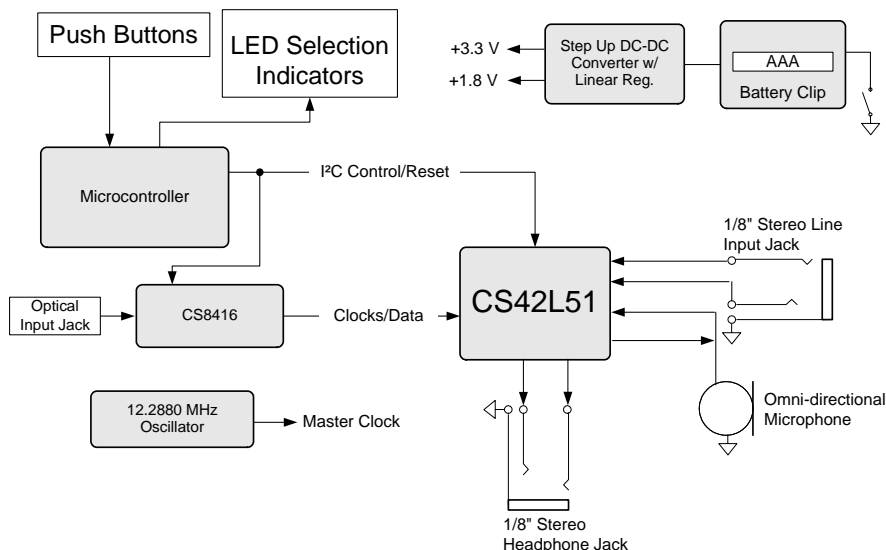 Push Buttons
LED Selection
Indicators
+3.3 V
+1.8 V
Step Up DC-DC
Converter w/
Linear Reg.
AAA
Battery Clip
Microcontroller
I²C Control/Reset
1/8" Stereo Line
Input Jack
Optical
Input Jack
CS8416
Clocks/Data
CS42L51
12.2880 MHz
Oscillator
Master Clock
Omni-directional
Microphone
1/8" Stereo
Headphone Jack